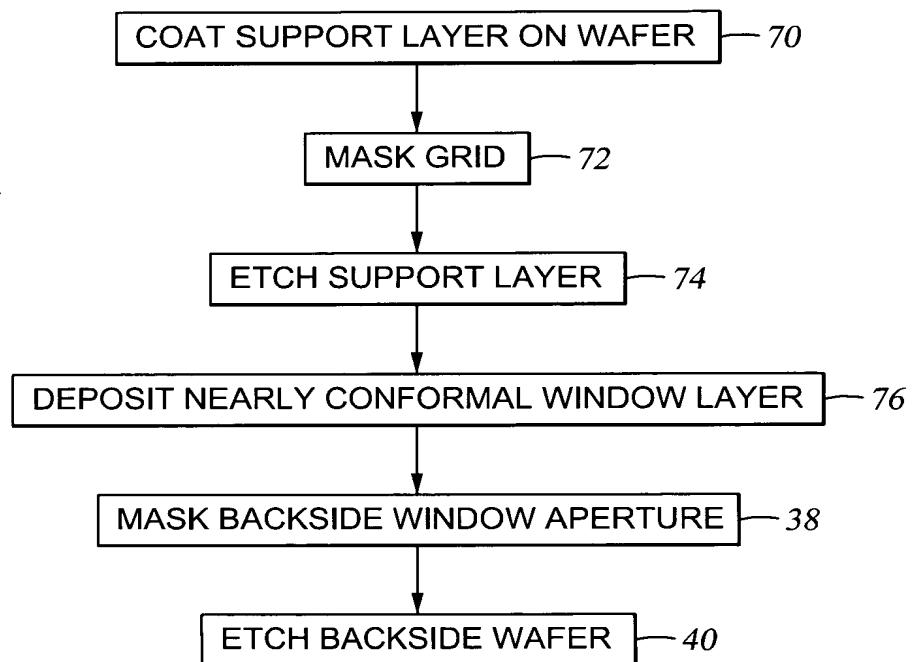 COAT SUPPORT LAYER ON WAFER 70
MASK GRID 72
ETCH SUPPORT LAYER 74
DEPOSIT NEARLY CONFORMAL WINDOW LAYER 76
MASK BACKSIDE WINDOW APERTURE 38
ETCH BACKSIDE WAFER 40